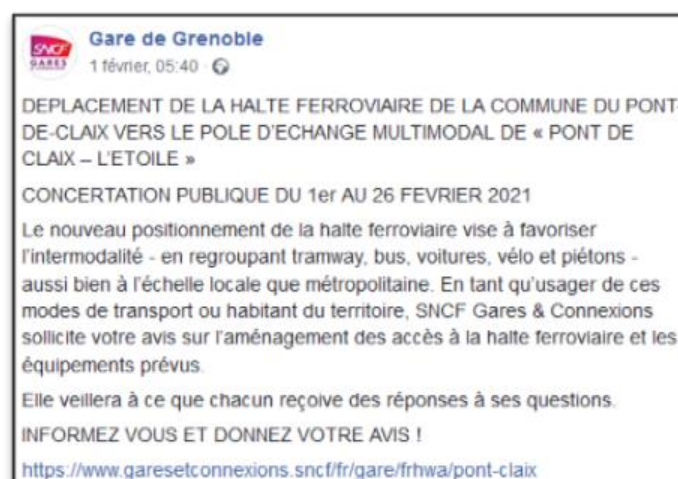 SNCF
GARES
& CONNEXIONS
Gare de Grenoble
1 février, 05:40 ·
DEPLACEMENT DE LA HALTE FERROVIAIRE DE LA COMMUNE DU PONT-
DE-CLAIX VERS LE POLE D'ECHANGE MULTIMODAL DE « PONT DE
CLAIX – L'ETOILE »
CONCERTATION PUBLIQUE DU 1er AU 26 FEVRIER 2021
Le nouveau positionnement de la halte ferroviaire vise à favoriser
l'intermodalité - en regroupant tramway, bus, voitures, vélo et piétons -
aussi bien à l'échelle locale que métropolitaine. En tant qu'usager de ces
modes de transport ou habitant du territoire, SNCF Gares & Connexions
sollicite votre avis sur l'aménagement des accès à la halte ferroviaire et les
équipements prévus.
Elle veillera à ce que chacun reçoive des réponses à ses questions.
INFORMEZ VOUS ET DONNEZ VOTRE AVIS !
https://www.garesetconnexions.sncf/fr/gare/frhwa/pont-claix